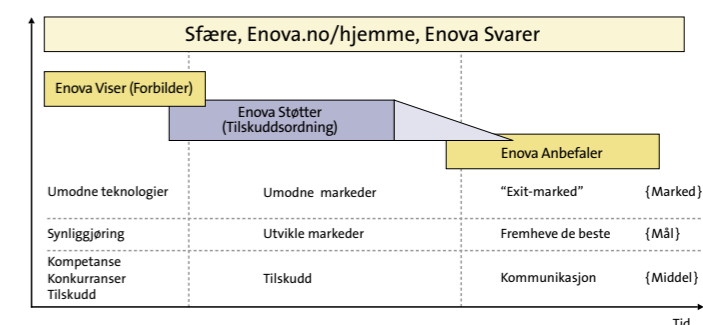 Sfære, Enova.no/hjemme, Enova Svarer
Enova Viser (Forbilder)
Enova Støtter
(Tilskuddsordning)
Enova Anbefaler
Umodne teknologier Umodne markeder “Exit-marked” {Marked}
Synliggjøring Utvikle markeder Fremheve de beste {Mål}
Kompetanse
Konkurranser Tilskudd Kommunikasjon {Middel}
Tilskudd
Tid